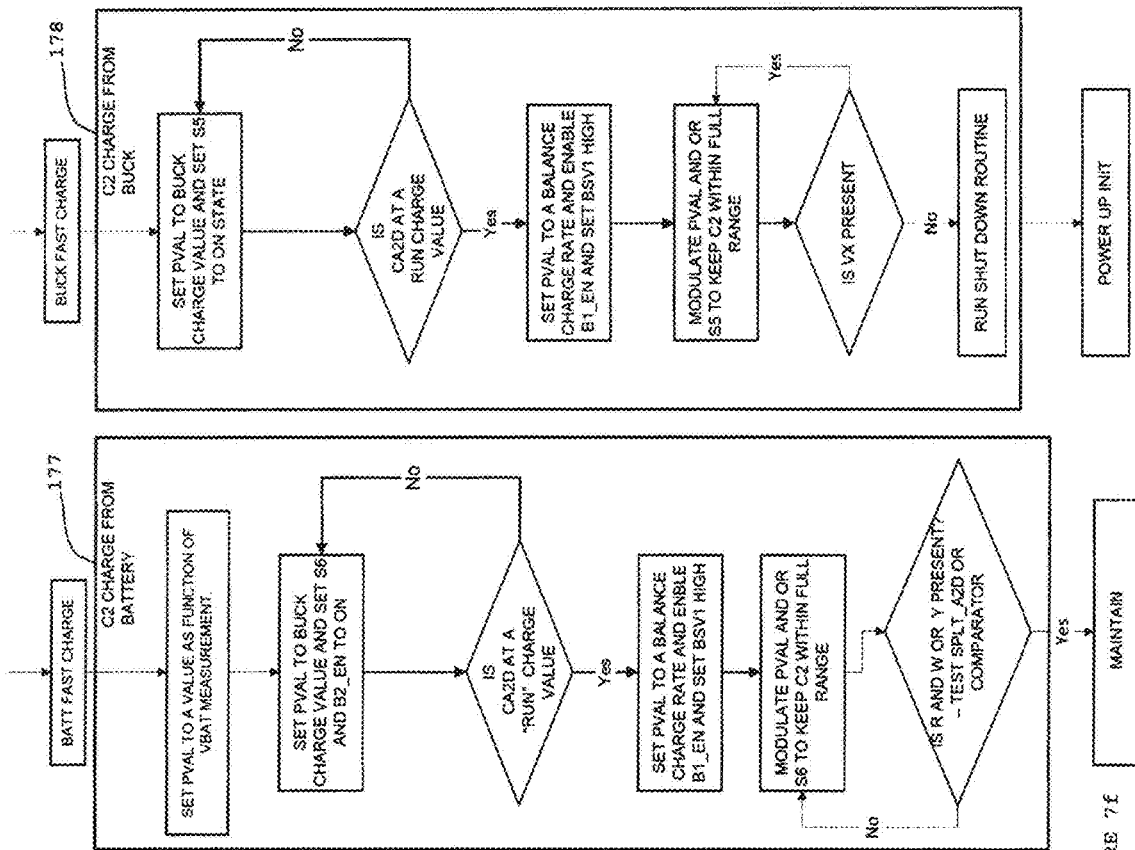 BATT FAST CHARGE
177
C2 CHARGE FROM
BATTERY
SET PVAL TO A VALUE AS FUNCTION OF
VBAT MEASUREMENT.
SET PVAL TO BUCK
CHARGE VALUE AND SET S6
AND B2_EN TO ON
No
IS
CA2D AT A
"RUN" CHARGE
VALUE
Yes
SET PVAL TO A BALANCE
CHARGE RATE AND ENBLE
B1_EN AND SET BSV1 HIGH
MODULATE PVAL AND OR
S6 TO KEEP C2 WITHIN FULL
RANGE
No
IS R AND W OR Y PRESENT?
-- TEST SPLT_A2D OR
COMPARATOR
Yes
MAINTAIN
BUCK FAST CHARGE
178
C2 CHARGE FROM
BUCK
SET PVAL TO BUCK
CHARGE VALUE AND SET S5
TO ON STATE
No
IS
CA2D AT A
RUN CHARGE
VALUE
Yes
SET PVAL TO A BALANCE
CHARGE RATE AND ENABLE
B1_EN AND SET BSV1 HIGH
MODULATE PVAL AND OR
S5 TO KEEP C2 WITHIN FULL
RANGE
Yes
IS VX PRESENT
No
RUN SHUT DOWN ROUTINE
POWER UP INIT
RE 7f